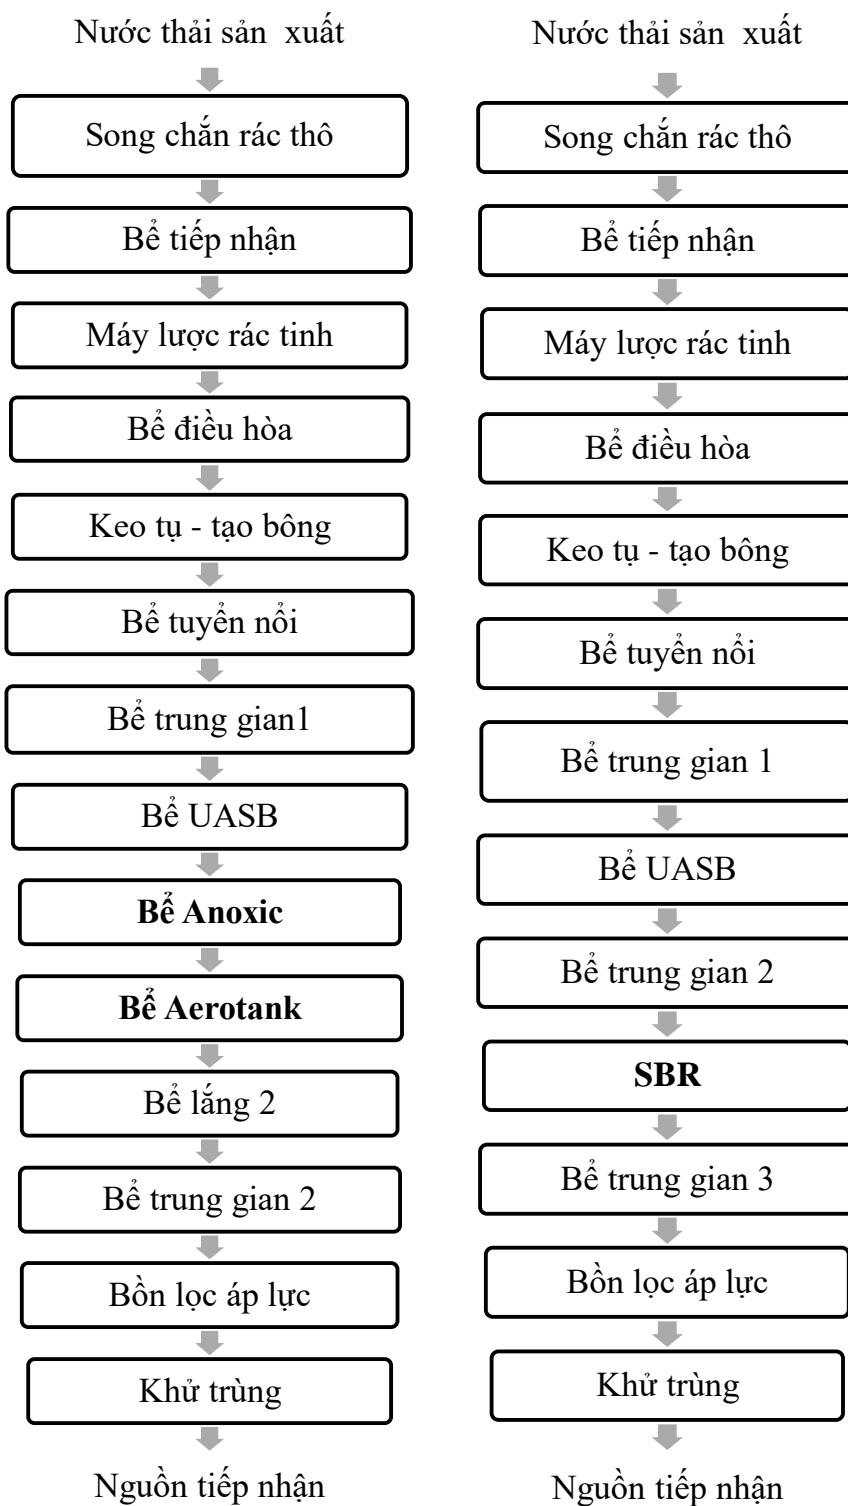 Nước thải sản xuất
Song chắn rác thô
Bể tiếp nhận
Máy lược rác tinh
Bể điều hòa
Keo tụ - tạo bông
Bể tuyển nổi
Bể trung gian1
Bể UASB
Bể Anoxic
Bể Aerotank
Bể lắng 2
Bể trung gian 2
Bồn lọc áp lực
Khử trùng
Nguồn tiếp nhận
Nước thải sản xuất
Song chắn rác thô
Bể tiếp nhận
Máy lược rác tinh
Bể điều hòa
Keo tụ - tạo bông
Bể tuyển nổi
Bể trung gian 1
Bể UASB
Bể trung gian 2
SBR
Bể trung gian 3
Bồn lọc áp lực
Khử trùng
Nguồn tiếp nhận